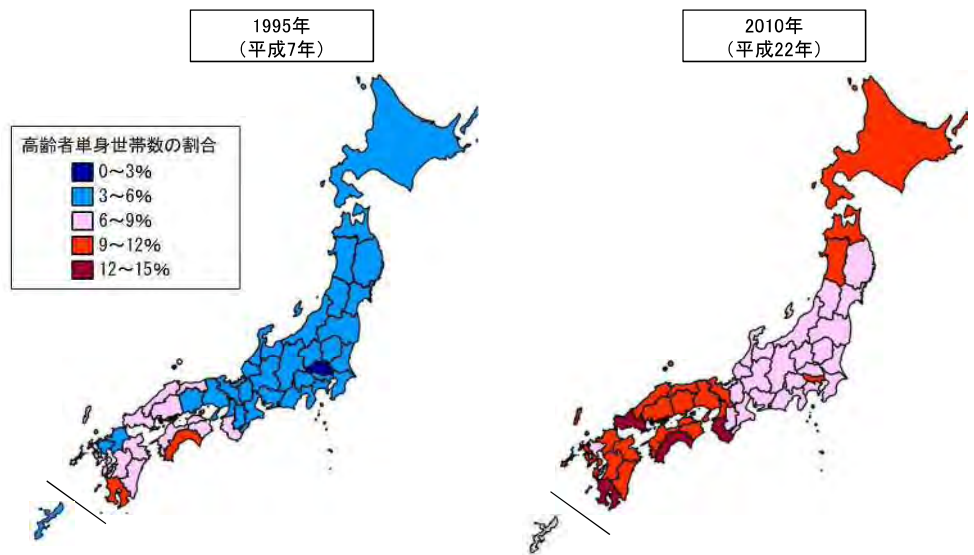 1995年
（平成7年）
2010年
（平成22年）
高齢者単身世帯数の割合
0～3%
3～6%
6～9%
9～12%
12～15%